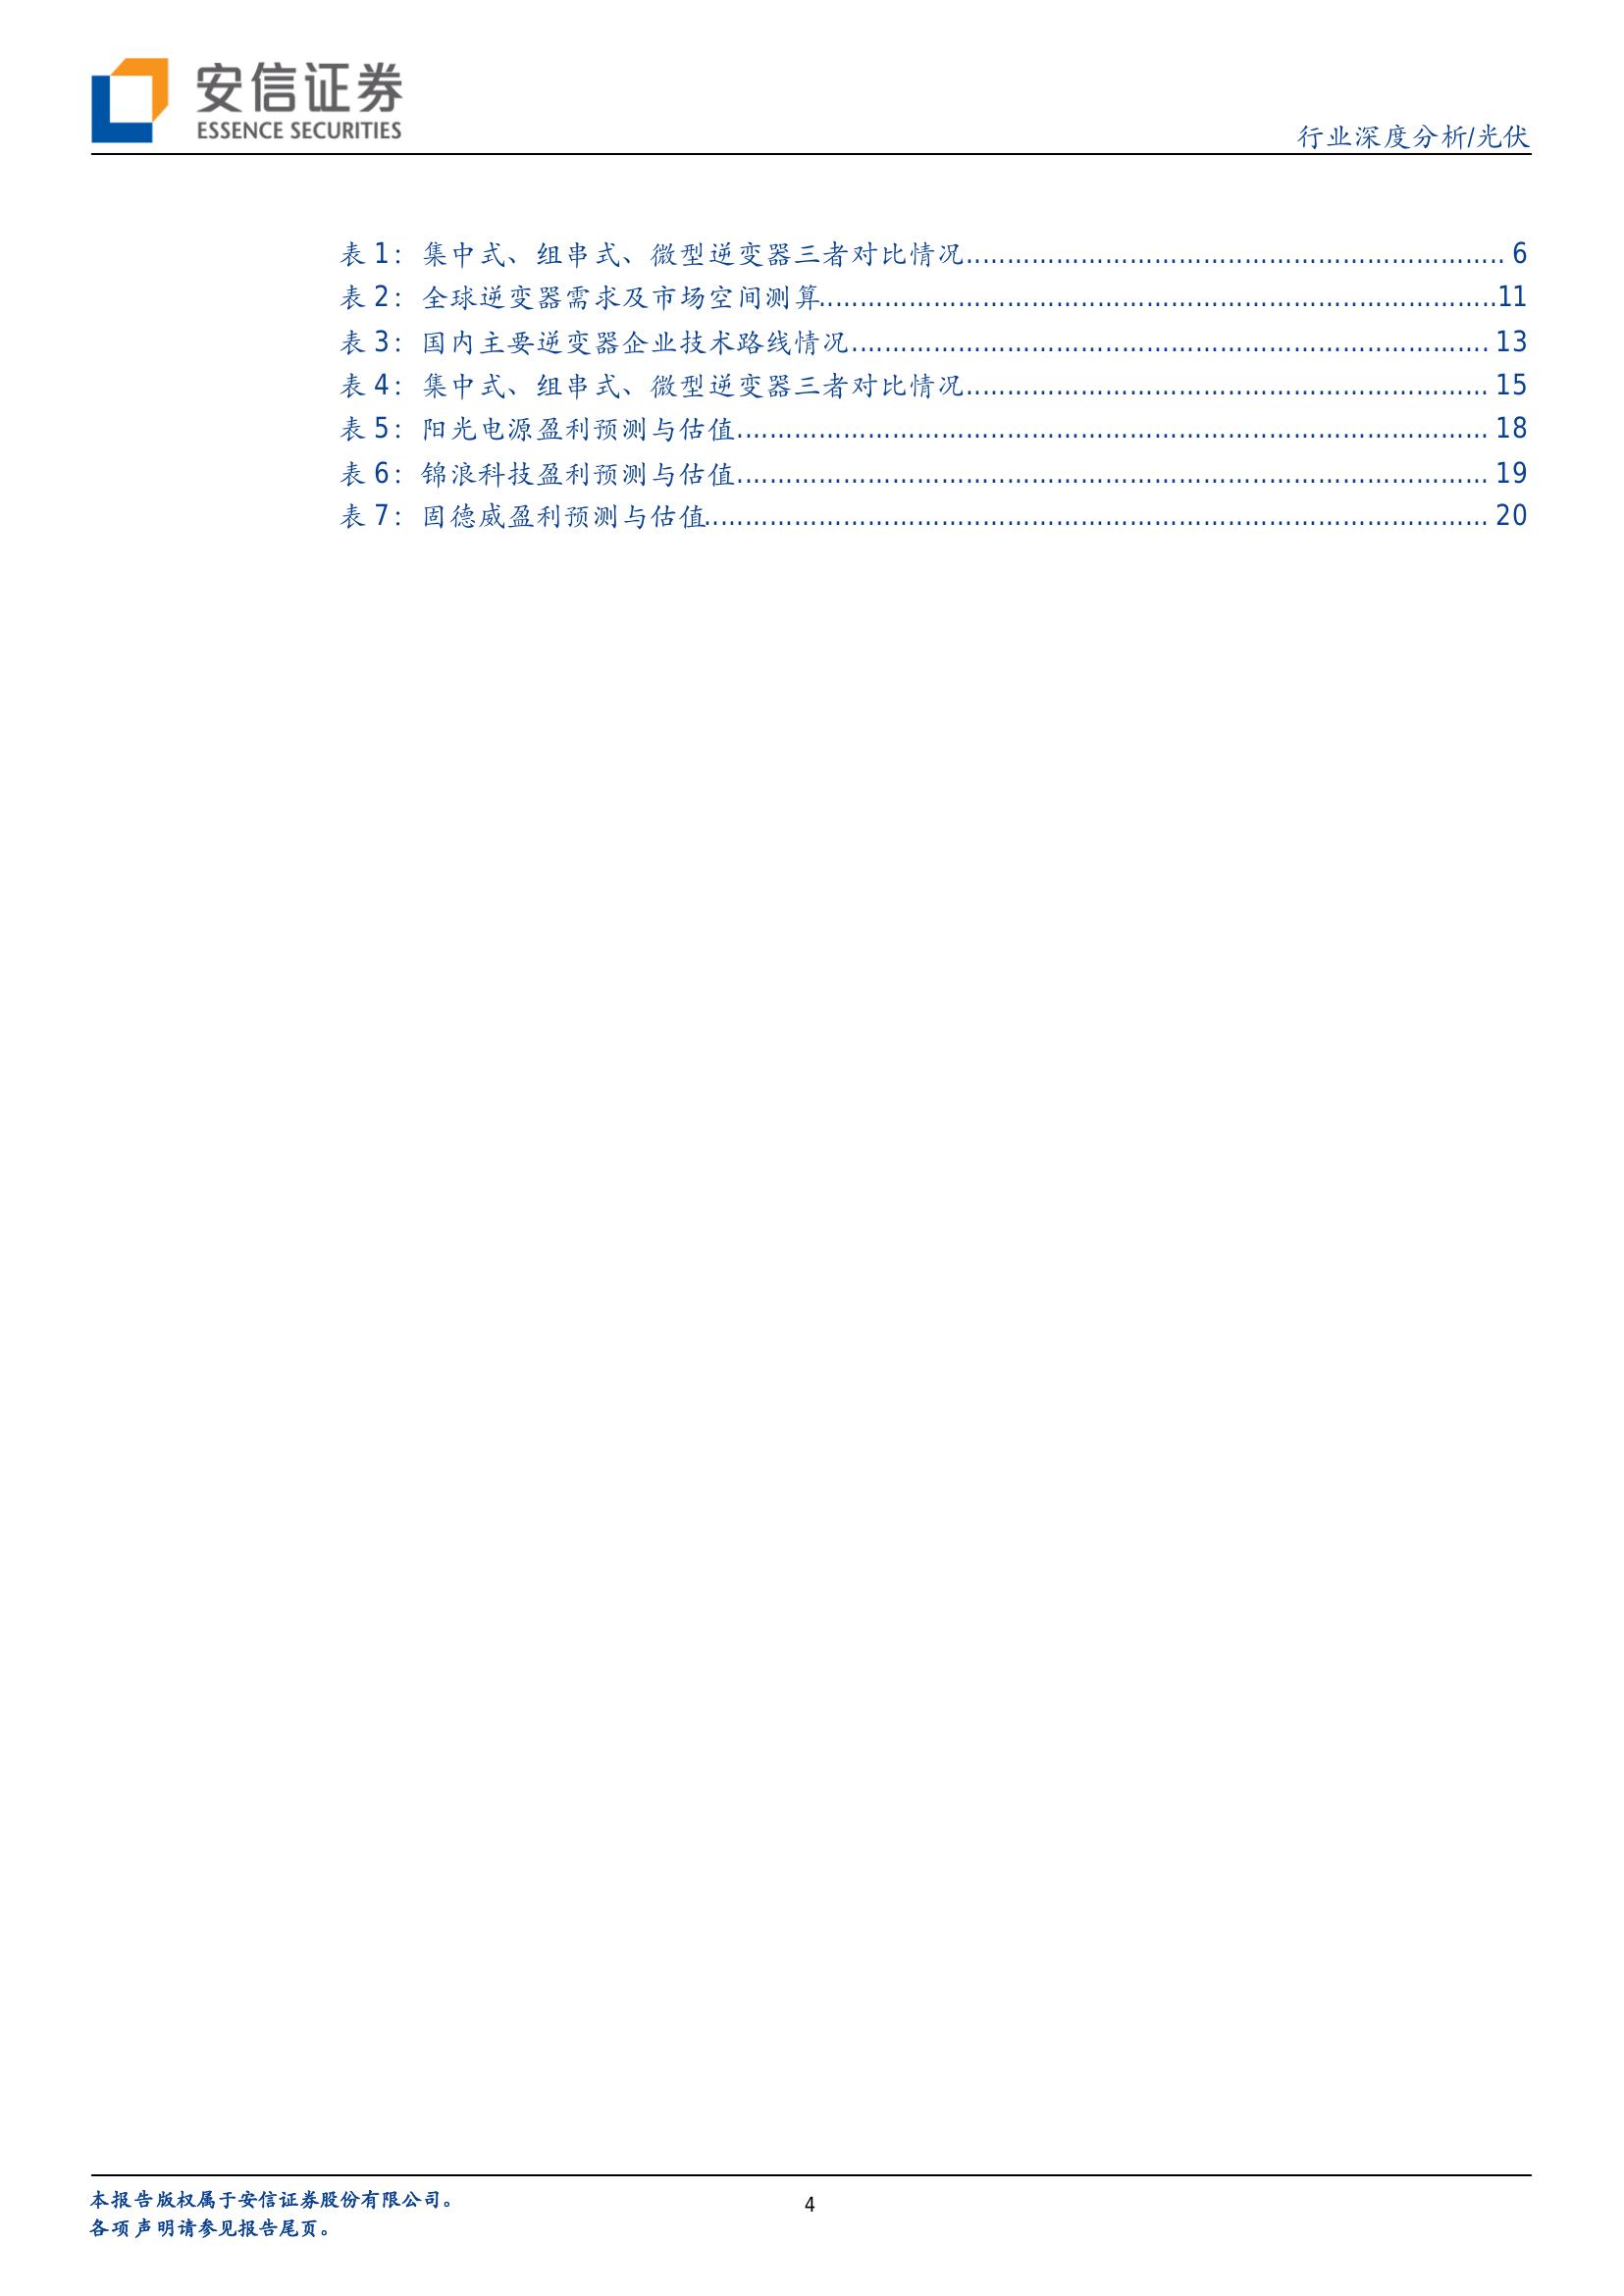 安信证券
ESSENCE SECURITIES
行业深度分析/光伏
表 1：集中式、组串式、微型逆变器三者对比情况........................................................................ 6
表 2：全球逆变器需求及市场空间测算........................................................................11
表 3：国内主要逆变器企业技术路线情况........................................................................ 13
表 4：集中式、组串式、微型逆变器三者对比情况........................................................................ 15
表 5：阳光电源盈利预测与估值........................................................................ 18
表 6：锦浪科技盈利预测与估值........................................................................ 19
表 7：固德威盈利预测与估值........................................................................ 20
本报告版权属于安信证券股份有限公司。
各项声明请参见报告尾页。
4